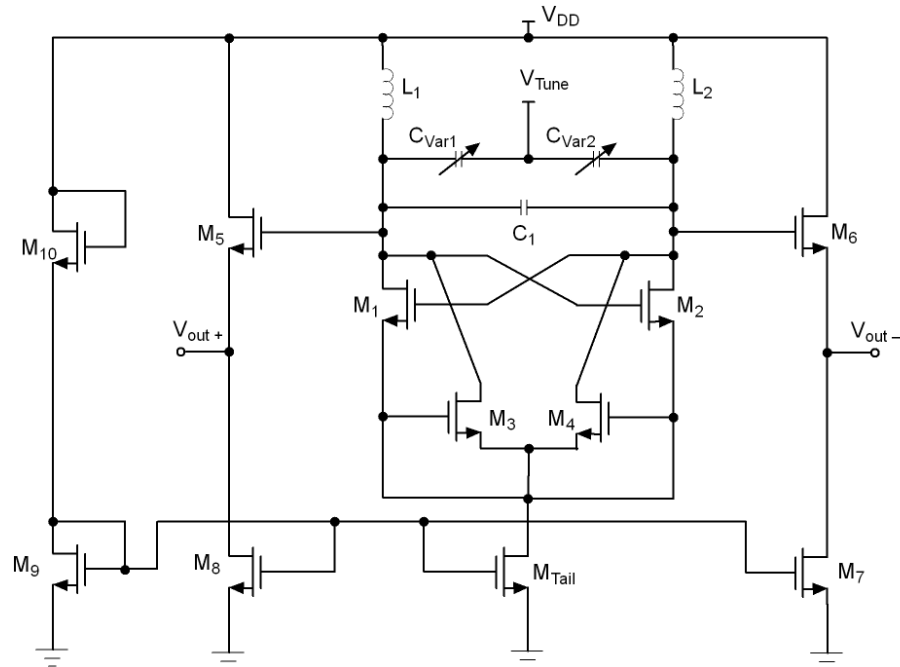 V_DD
L_1
V_Tune
L_2
C_Var1
C_Var2
M_10
M_5
C_1
M_6
M_1
M_2
V_out +
V_out –
M_3
M_4
M_9
M_8
M_Tail
M_7